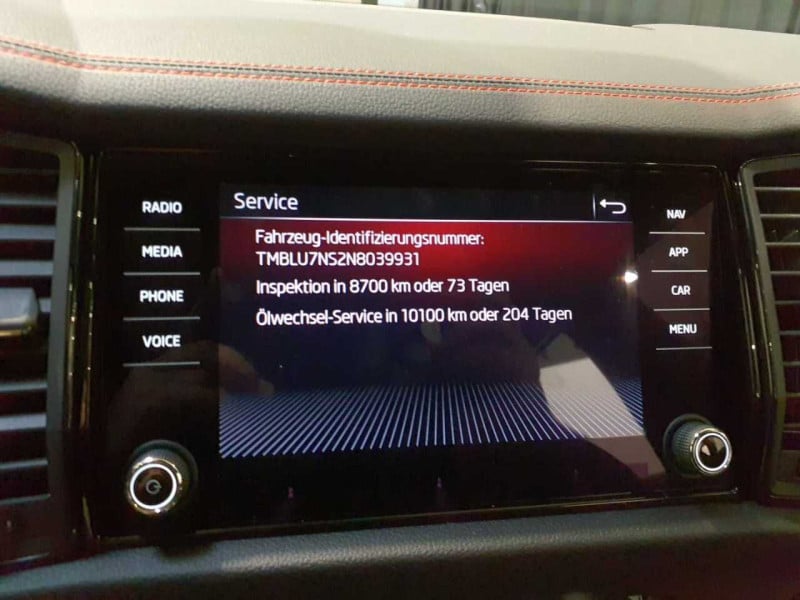 Service
RADIO
MEDIA
PHONE
VOICE
Fahrzeug-Identifizierungsnummer:
TMBLU7NS2N8039931
Inspektion in 8700 km oder 73 Tagen
Ölwechsel-Service in 10100 km oder 204 Tagen
NAV
APP
CAR
MENU